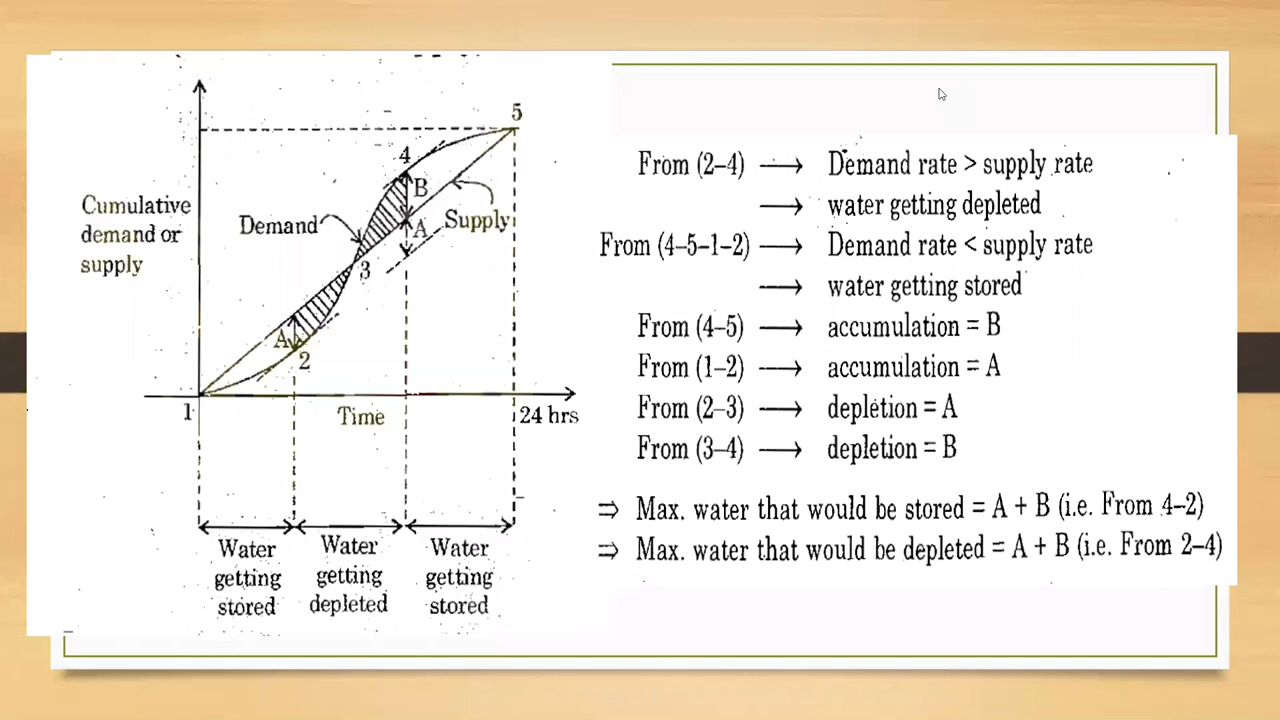 5
4
B
Cumulative
demand or
supply
Demand
A
Supply
3
A
2
1
Time
24 hrs
Water
getting
stored
Water
getting
depleted
Water
getting
stored
From (2–4) ⟶ Demand rate > supply rate
⟶ water getting depleted
From (4–5–1–2) ⟶ Demand rate < supply rate
⟶ water getting stored
From (4–5) ⟶ accumulation = B
From (1–2) ⟶ accumulation = A
From (2–3) ⟶ depletion = A
From (3–4) ⟶ depletion = B
⇒ Max. water that would be stored = A + B (i.e. From 4–2)
⇒ Max. water that would be depleted = A + B (i.e. From 2–4)